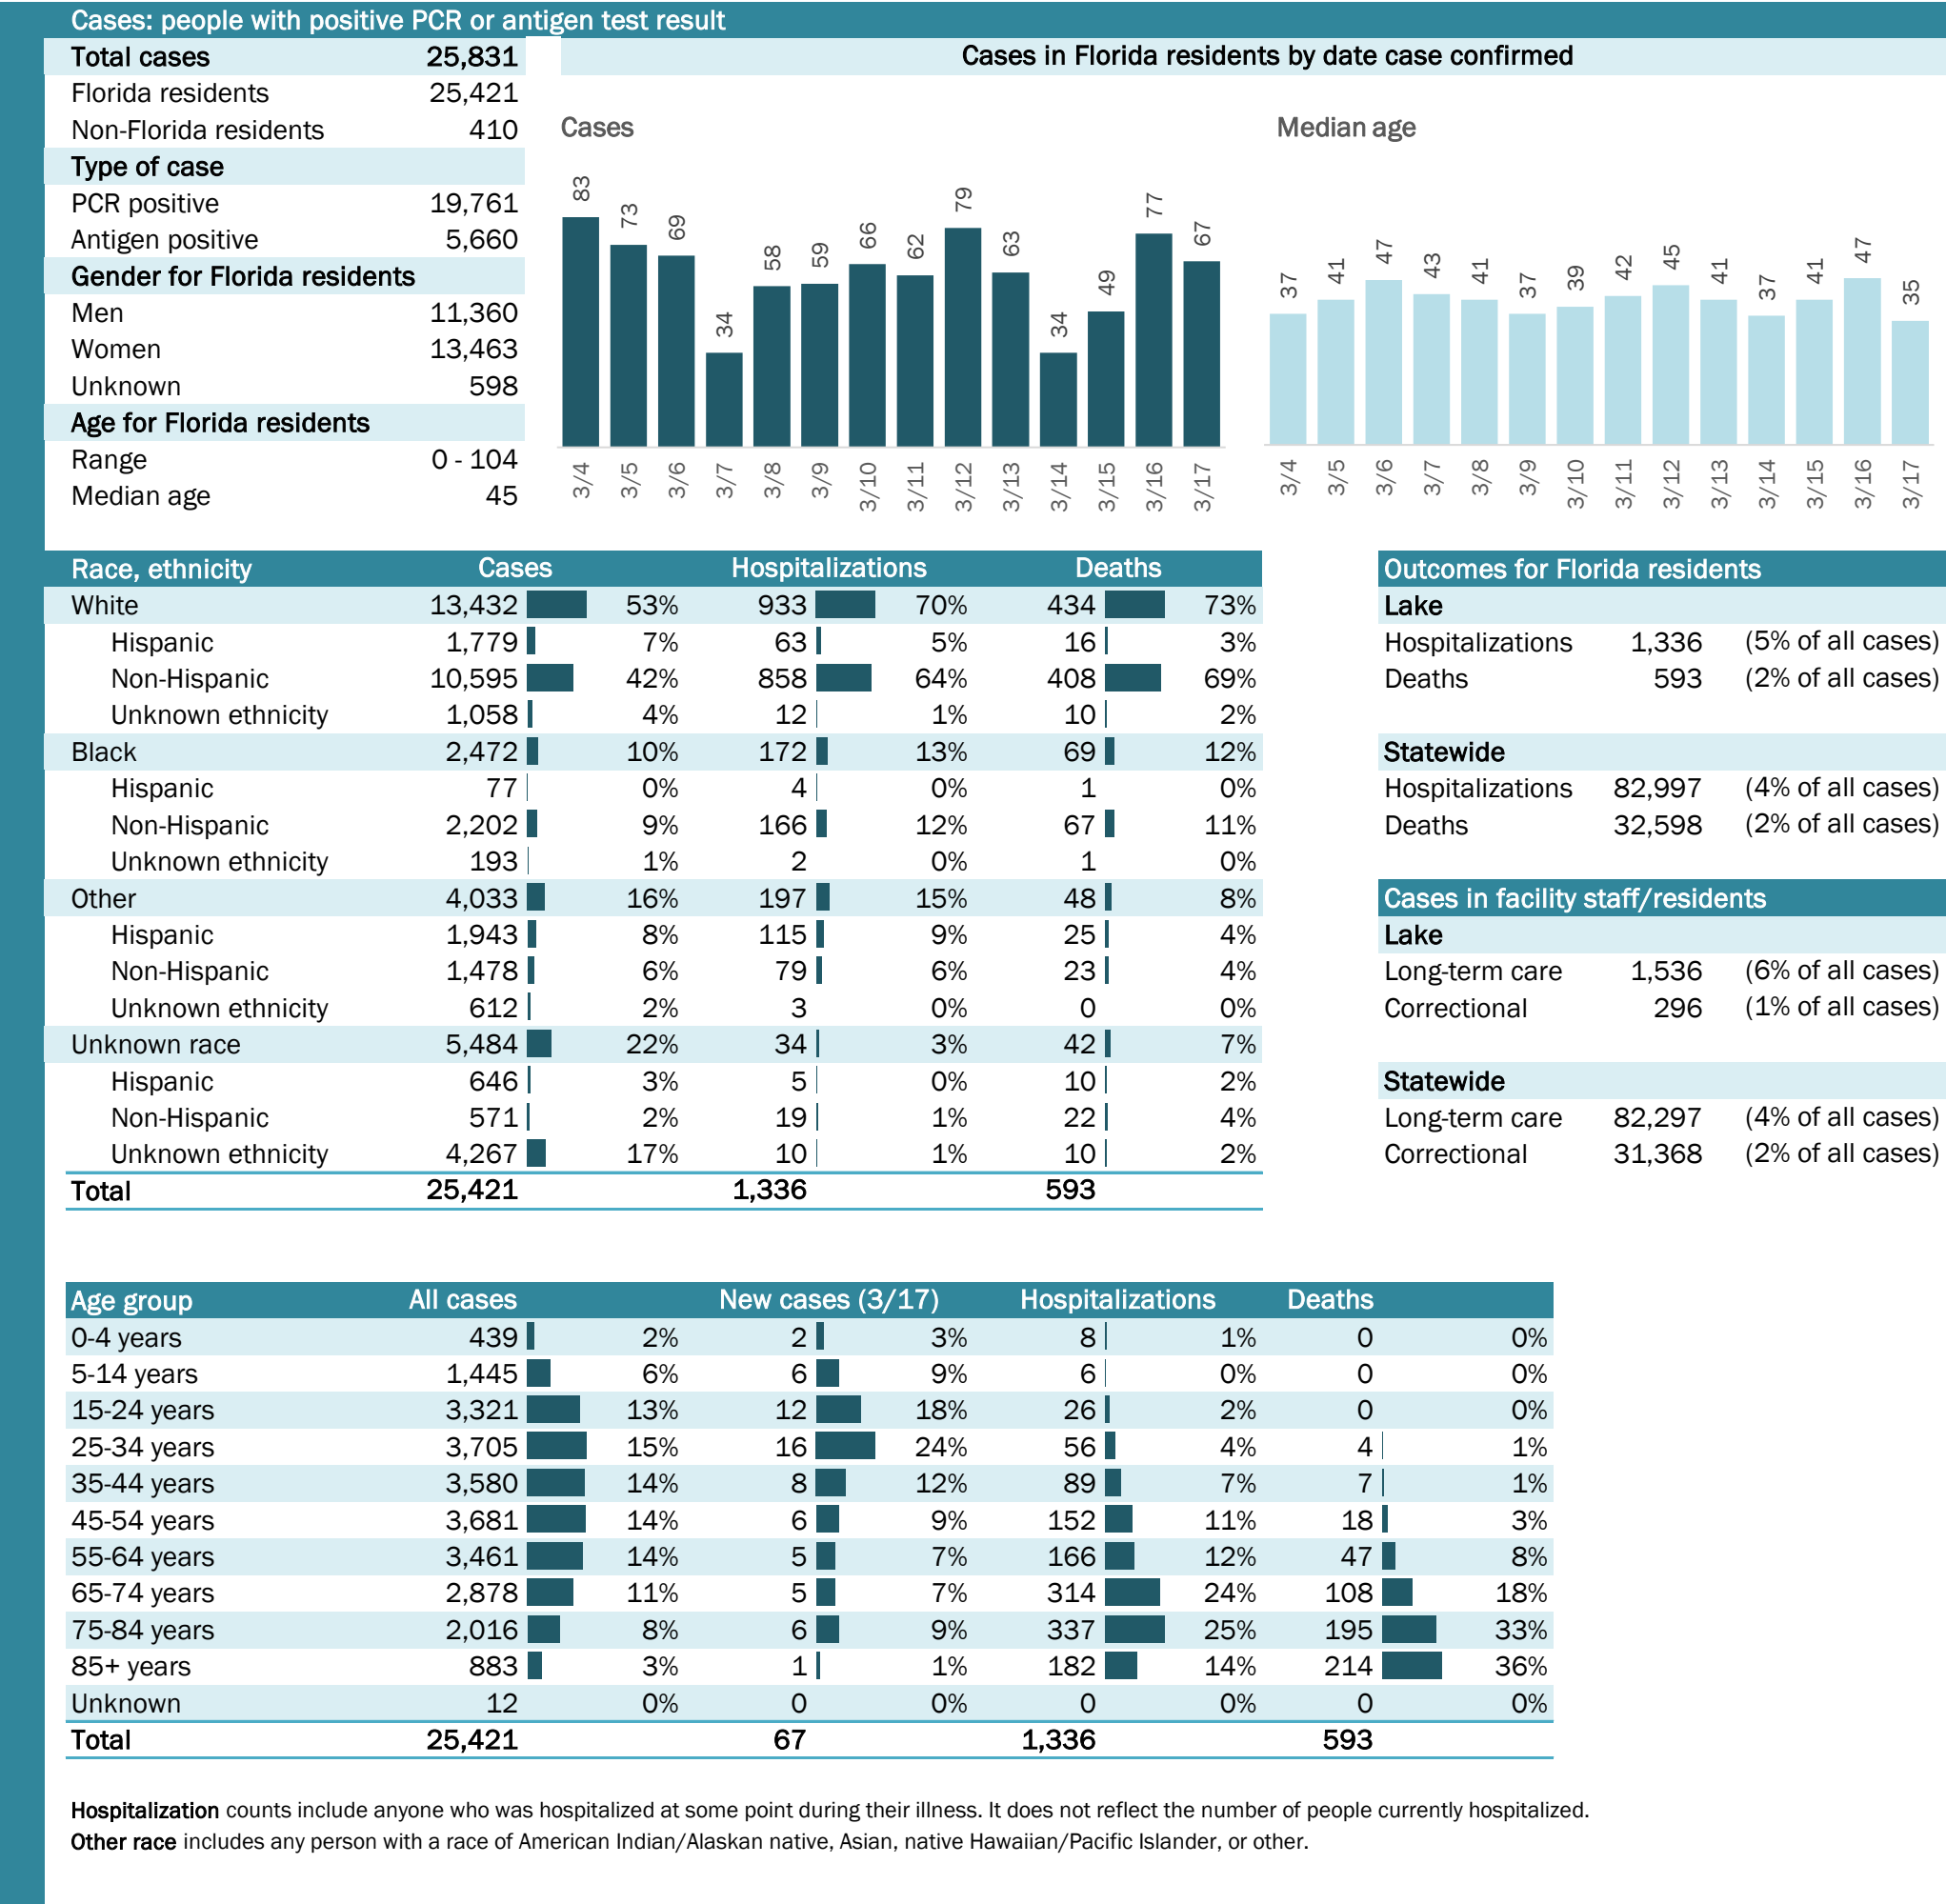 Cases: people with positive PCR or antigen test result
Total cases 25,831
Florida residents 25,421
Non-Florida residents 410
Type of case
PCR positive 19,761
Antigen positive 5,660
Gender for Florida residents
Men 11,360
Women 13,463
Unknown 598
Age for Florida residents
Range 0 - 104
Median age 45
Cases in Florida residents by date case confirmed
Cases
83 73 69 34 58 59 66 62 79 63 34 49 77 67
3/4 3/5 3/6 3/7 3/8 3/9 3/10 3/11 3/12 3/13 3/14 3/15 3/16 3/17
Median age
37 41 47 43 41 37 39 42 45 41 37 41 47 35
3/4 3/5 3/6 3/7 3/8 3/9 3/10 3/11 3/12 3/13 3/14 3/15 3/16 3/17
Race, ethnicity Cases Hospitalizations Deaths
White 13,432 53% 933 70% 434 73%
Hispanic 1,779 7% 63 5% 16 3%
Non-Hispanic 10,595 42% 858 64% 408 69%
Unknown ethnicity 1,058 4% 12 1% 10 2%
Black 2,472 10% 172 13% 69 12%
Hispanic 77 0% 4 0% 1 0%
Non-Hispanic 2,202 9% 166 12% 67 11%
Unknown ethnicity 193 1% 2 0% 1 0%
Other 4,033 16% 197 15% 48 8%
Hispanic 1,943 8% 115 9% 25 4%
Non-Hispanic 1,478 6% 79 6% 23 4%
Unknown ethnicity 612 2% 3 0% 0 0%
Unknown race 5,484 22% 34 3% 42 7%
Hispanic 646 3% 5 0% 10 2%
Non-Hispanic 571 2% 19 1% 22 4%
Unknown ethnicity 4,267 17% 10 1% 10 2%
Total 25,421 1,336 593
Outcomes for Florida residents
Lake
Hospitalizations 1,336 (5% of all cases)
Deaths 593 (2% of all cases)
Statewide
Hospitalizations 82,997 (4% of all cases)
Deaths 32,598 (2% of all cases)
Cases in facility staff/residents
Lake
Long-term care 1,536 (6% of all cases)
Correctional 296 (1% of all cases)
Statewide
Long-term care 82,297 (4% of all cases)
Correctional 31,368 (2% of all cases)
Age group All cases New cases (3/17) Hospitalizations Deaths
0-4 years 439 2% 2 3% 8 1% 0 0%
5-14 years 1,445 6% 6 9% 6 0% 0 0%
15-24 years 3,321 13% 12 18% 26 2% 0 0%
25-34 years 3,705 15% 16 24% 56 4% 4 1%
35-44 years 3,580 14% 8 12% 89 7% 7 1%
45-54 years 3,681 14% 6 9% 152 11% 18 3%
55-64 years 3,461 14% 5 7% 166 12% 47 8%
65-74 years 2,878 11% 5 7% 314 24% 108 18%
75-84 years 2,016 8% 6 9% 337 25% 195 33%
85+ years 883 3% 1 1% 182 14% 214 36%
Unknown 12 0% 0 0% 0 0% 0 0%
Total 25,421 67 1,336 593
Hospitalization counts include anyone who was hospitalized at some point during their illness. It does not reflect the number of people currently hospitalized.
Other race includes any person with a race of American Indian/Alaskan native, Asian, native Hawaiian/Pacific Islander, or other.